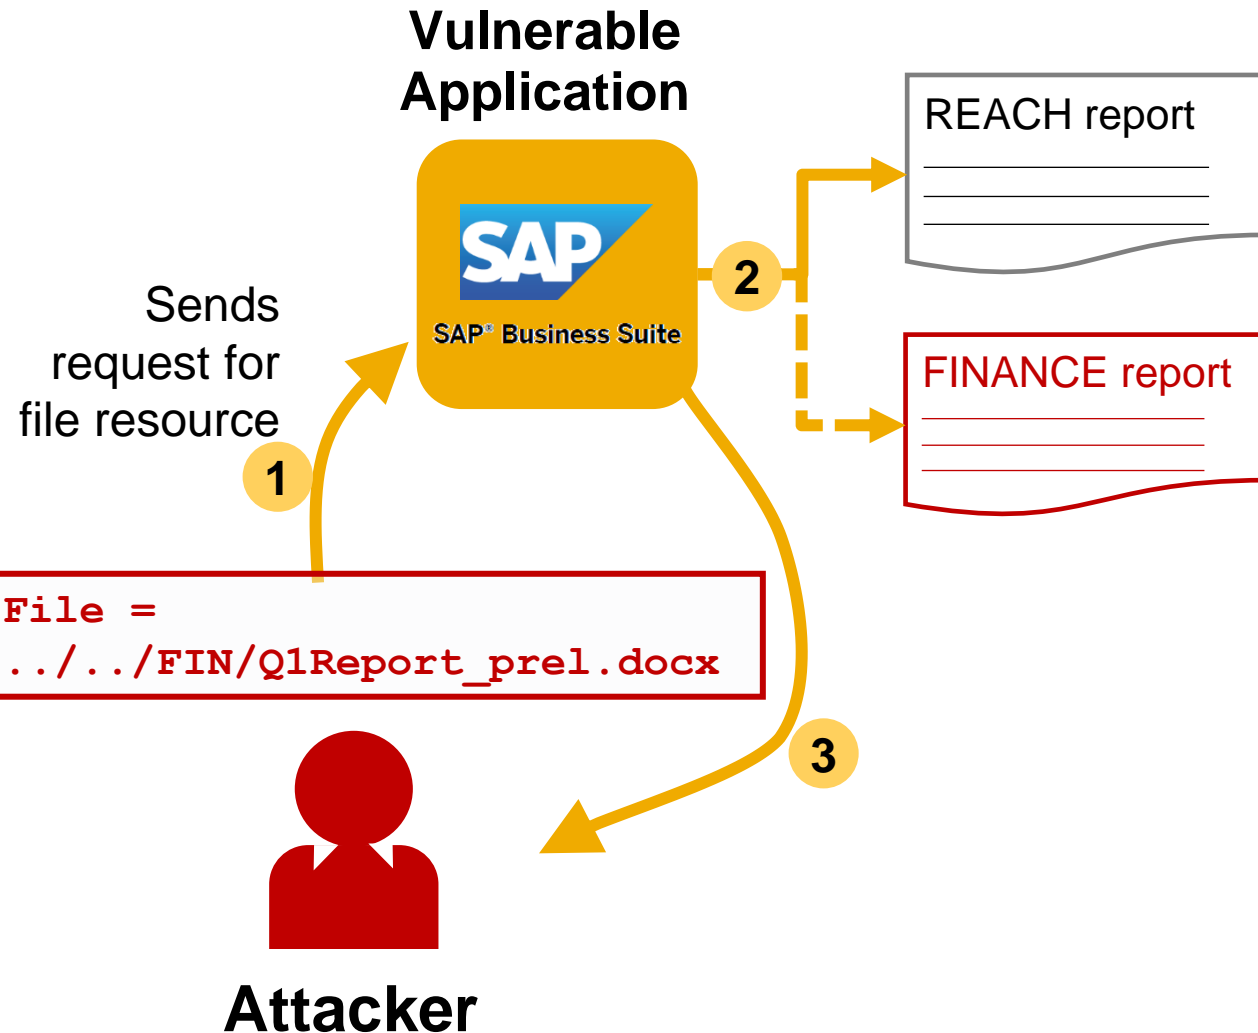 Vulnerable
Application
REACH report
SAP
SAP® Business Suite
2
Sends
request for
file resource
1
FINANCE report
File =
../../FIN/Q1Report_prel.docx
3
Attacker